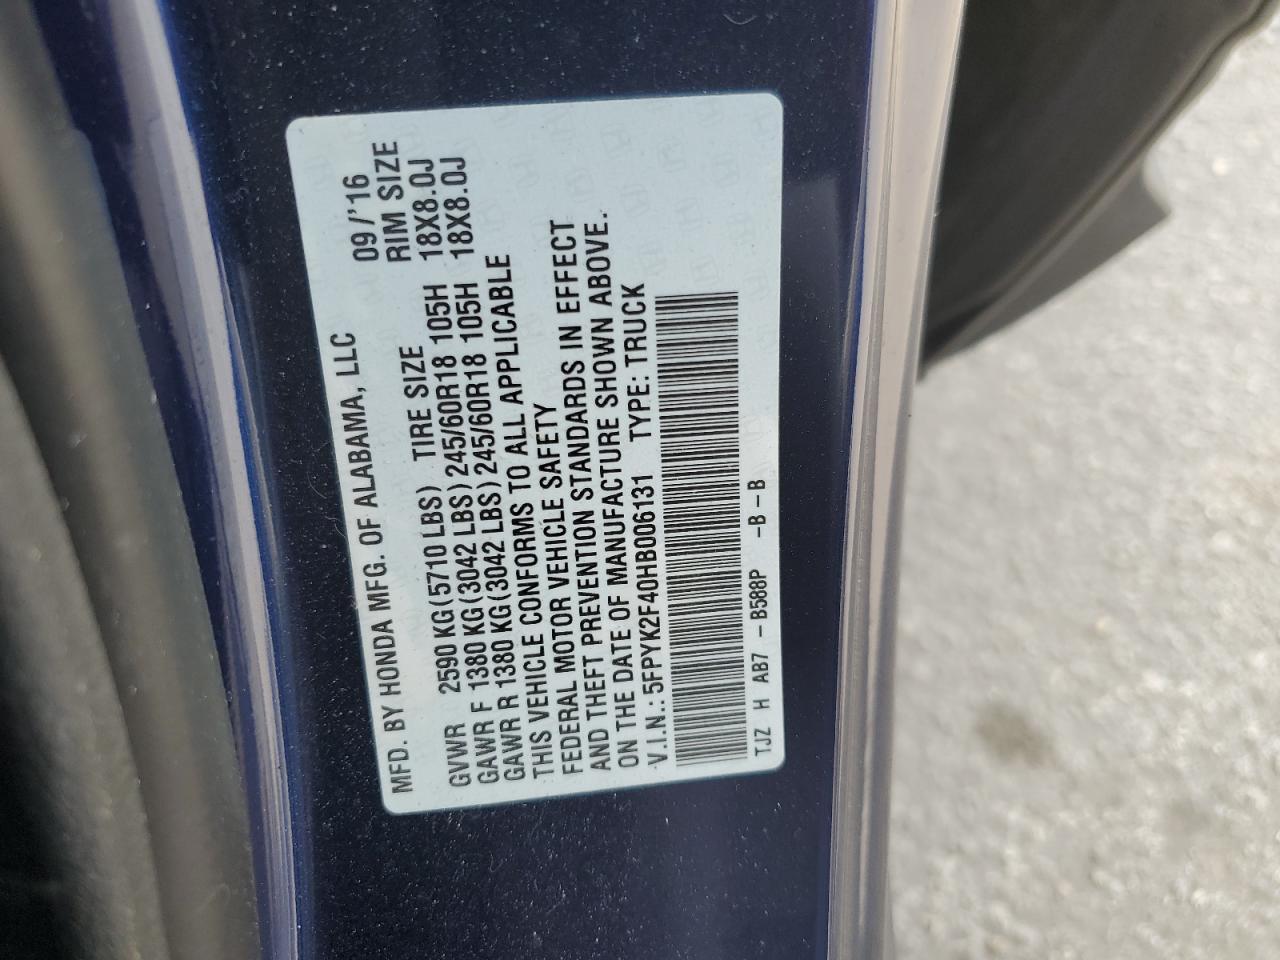 MFD. BY HONDA MFG. OF ALABAMA, LLC 09/'16
GVWR 2590 KG(5710 LBS) TIRE SIZE RIM SIZE
GAWR F 1380 KG(3042 LBS)245/60R18 105H 18X8.0J
GAWR R 1380 KG(3042 LBS)245/60R18 105H 18X8.0J
THIS VEHICLE CONFORMS TO ALL APPLICABLE
FEDERAL MOTOR VEHICLE SAFETY
AND THEFT PREVENTION STANDARDS IN EFFECT
ON THE DATE OF MANUFACTURE SHOWN ABOVE.
V.I.N.: 5FPYK2F40HB006131 TYPE: TRUCK
TJZ H AB7 - B588P -B-B